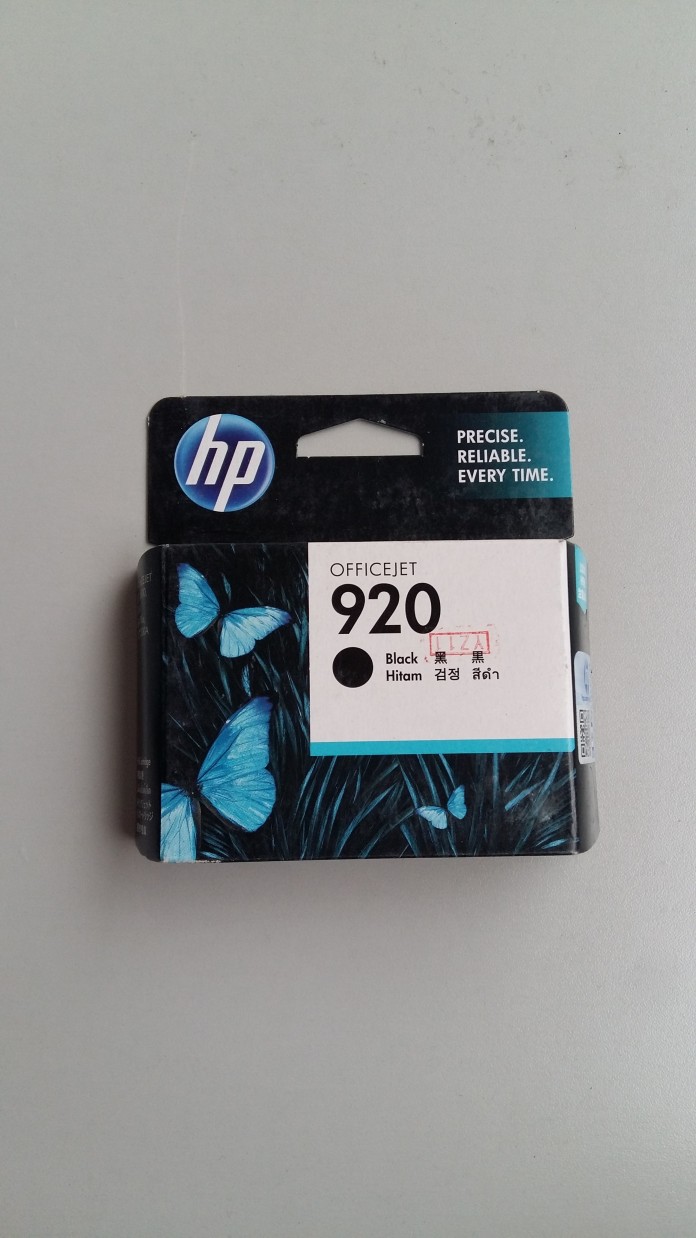 hp
PRECISE.
RELIABLE.
EVERY TIME.
OFFICEJET
920
Black 黑 黒
Hitam 검정 สีดำ